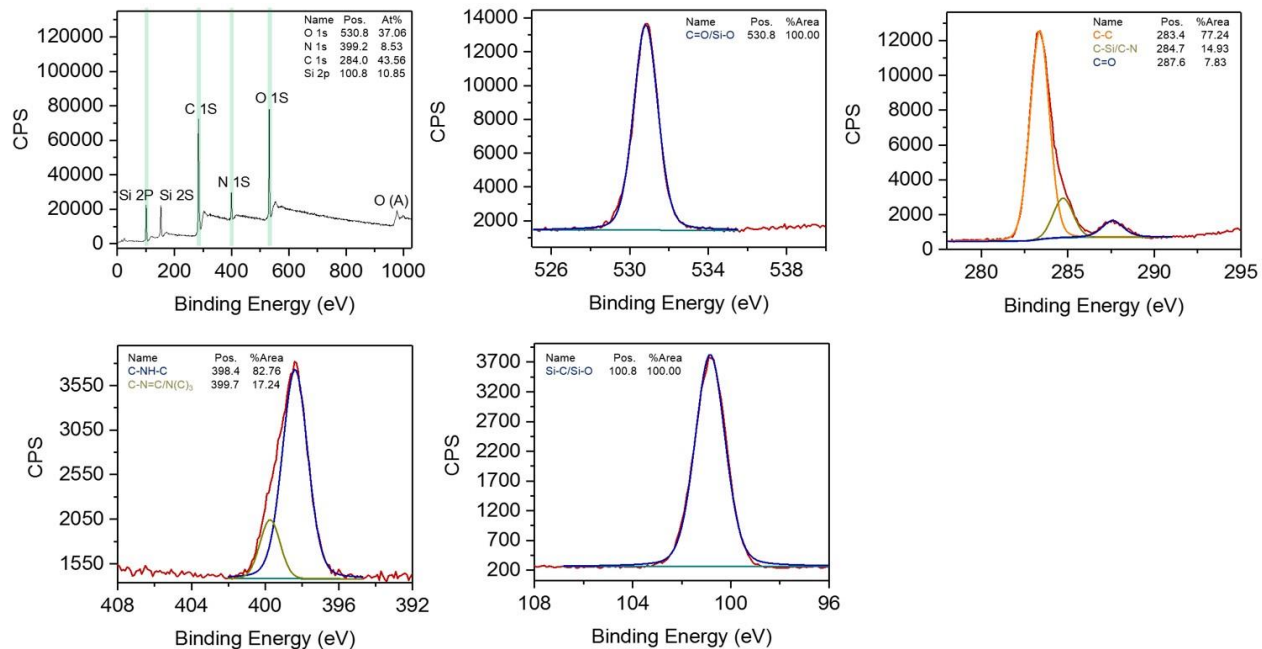 Name Pos. At%
O 1s 530.8 37.06
N 1s 399.2 8.53
C 1s 284.0 43.56
Si 2p 100.8 10.85
120000
100000
80000
60000
40000
20000
0
CPS
Si 2P
Si 2S
C 1S
N 1S
O 1S
O (A)
0 200 400 600 800 1000
Binding Energy (eV)
Name Pos. %Area
C=O/Si-O 530.8 100.00
14000
12000
10000
8000
6000
4000
2000
CPS
526 530 534 538
Binding Energy (eV)
Name Pos. %Area
C-C 283.4 77.24
C-Si/C-N 284.7 14.93
C=O 287.6 7.83
12000
10000
8000
6000
4000
2000
0
CPS
280 285 290 295
Binding Energy (eV)
Name Pos. %Area
C-NH-C 398.4 82.76
C-N=C/N(C)₃ 399.7 17.24
3550
3050
2550
2050
1550
CPS
408 404 400 396 392
Binding Energy (eV)
Name Pos. %Area
Si-C/Si-O 100.8 100.00
3700
3200
2700
2200
1700
1200
700
200
CPS
108 104 100 96
Binding Energy (eV)